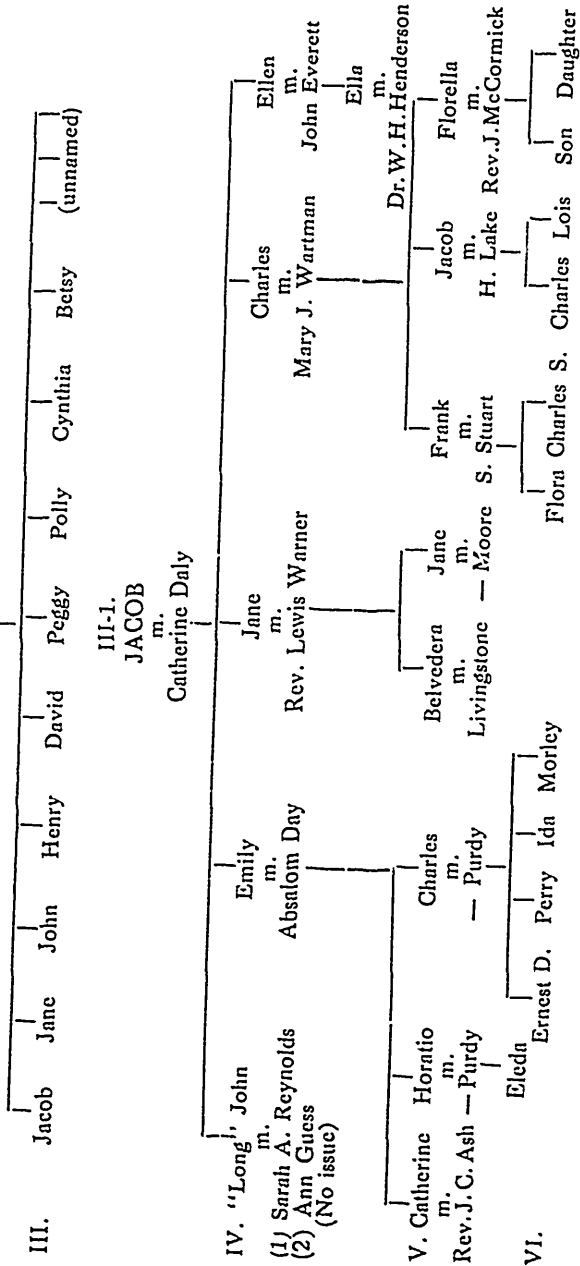 III.
Jacob Jane John Henry David Peggy Polly Cynthia Betsy (unnamed)
III-1.
JACOB
m.
Catherine Daly
IV. "Long" John Emily Jane Charles Ellen
m. m. m. m. m.
(1) Sarah A. Reynolds Absalom Day Rev. Lewis Warner Mary J. Wartman John Everett
(2) Ann Guess
(No issue)
Ella
m.
Dr. W. H. Henderson
V. Catherine Horatio Charles Belvedera Jane Frank Jacob Florella
m. m. m. m. m. m. m. m.
Rev. J. C. Ash — Purdy — Purdy Livingstone — Moore S. Stuart H. Lake Rev. J. McCormick
VI.
Eleda Ernest D. Perry Ida Morley Flora Charles S. Charles Lois Son Daughter